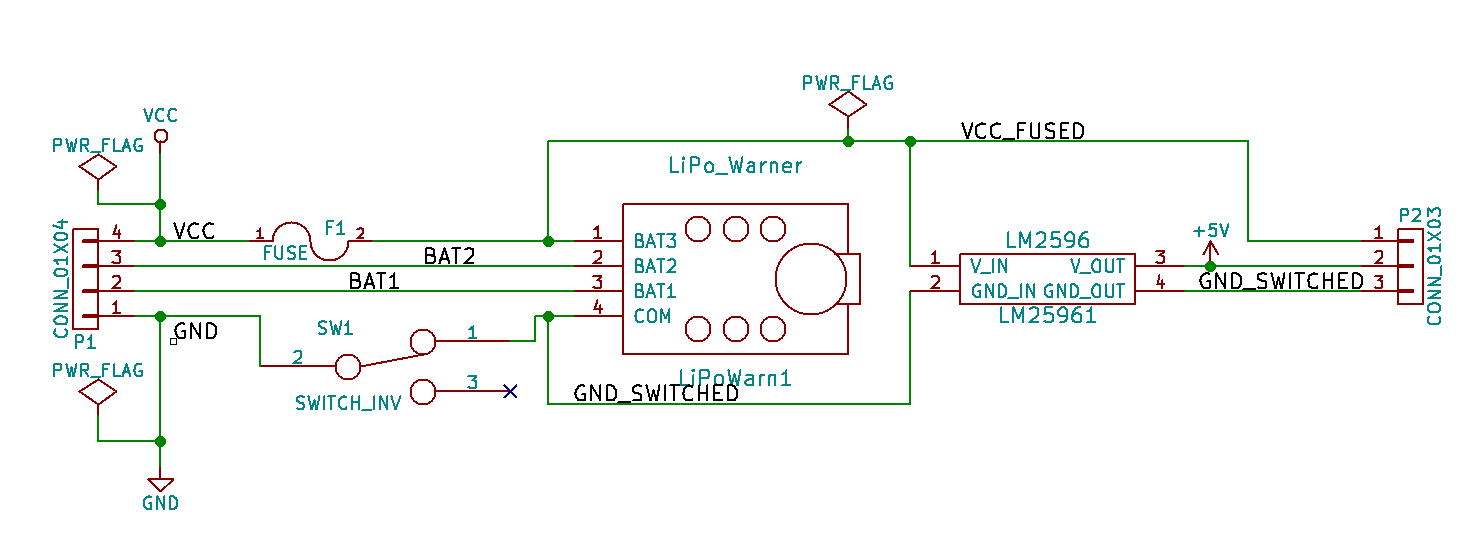 PWR_FLAG
VCC
PWR_FLAG
VCC_FUSED
LiPo_Warner
CONN_01X04
4
3
2
1
P1
VCC
1
FUSE
F1
2
BAT2
BAT1
GND
SW1
2
1
3
SWITCH_INV
1
2
3
4
BAT3
BAT2
BAT1
COM
LiPoWarn1
GND_SWITCHED
LM2596
1
2
V_IN
V_OUT
GND_IN
GND_OUT
3
4
LM25961
+5V
GND_SWITCHED
P2
1
2
3
CONN_01X03
PWR_FLAG
GND